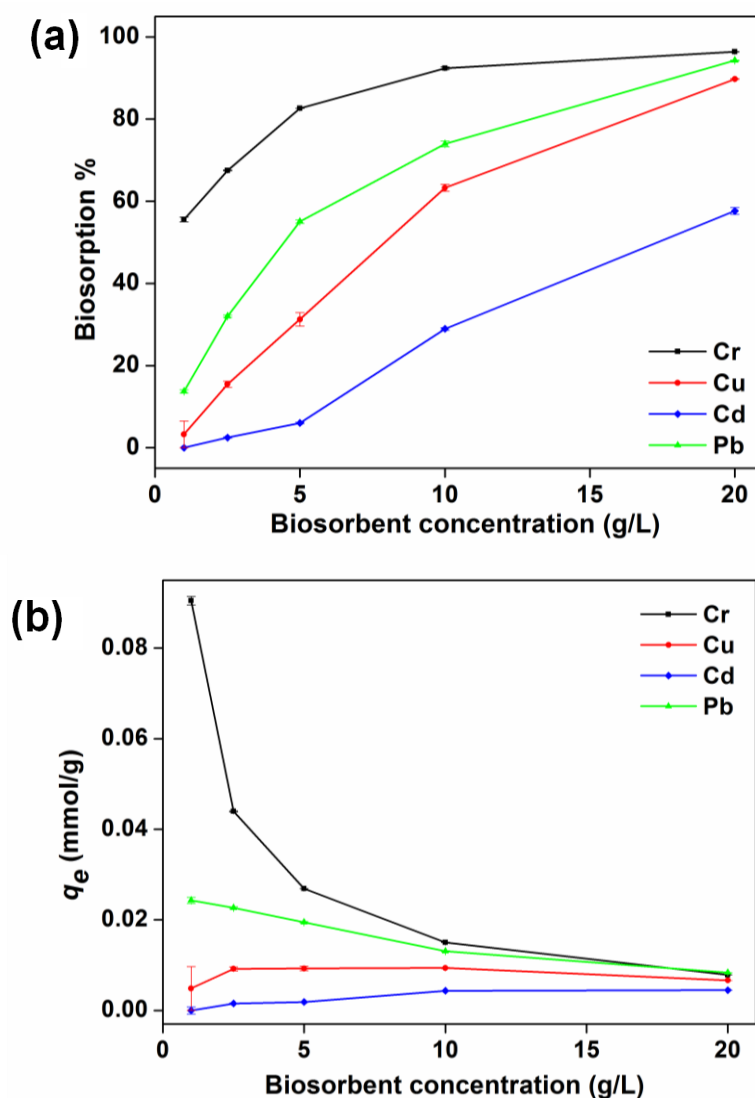 (a)
100
80
60
40
20
0
Biosorption %
Cr
Cu
Cd
Pb
0 5 10 15 20
Biosorbent concentration (g/L)
(b)
0.08
0.06
0.04
0.02
0.00
qe (mmol/g)
Cr
Cu
Cd
Pb
0 5 10 15 20
Biosorbent concentration (g/L)